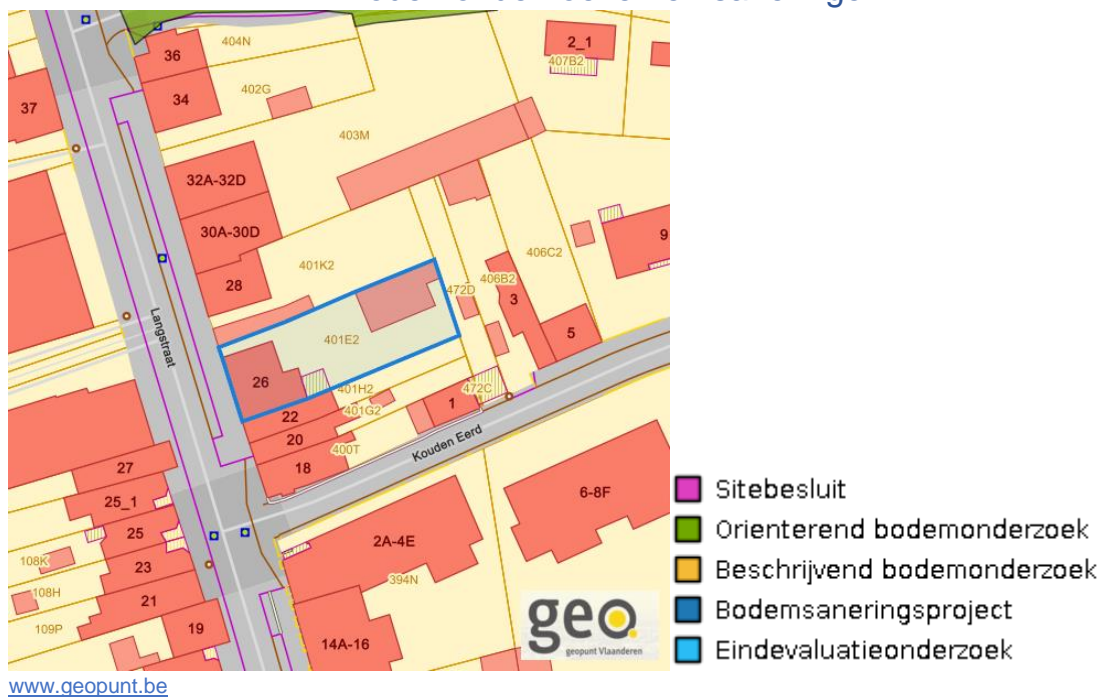 404N
36
2_1
407B2
402G
34
37
403M
32A-32D
30A-30D
9
406C2
401K2
28
472D
406B2
3
Langstraat
5
401E2
26
401H2
472C
1
401G2
22
20
400T
Kouden Eerd
18
27
6-8F
25_1
25
2A-4E
108K
23
394N
108H
21
109P
19
14A-16
geo
geopunt Vlaanderen
Sitebesluit
Orienterend bodemonderzoek
Beschrijvend bodemonderzoek
Bodemsaneringsproject
Eindevaluatieonderzoek
www.geopunt.be